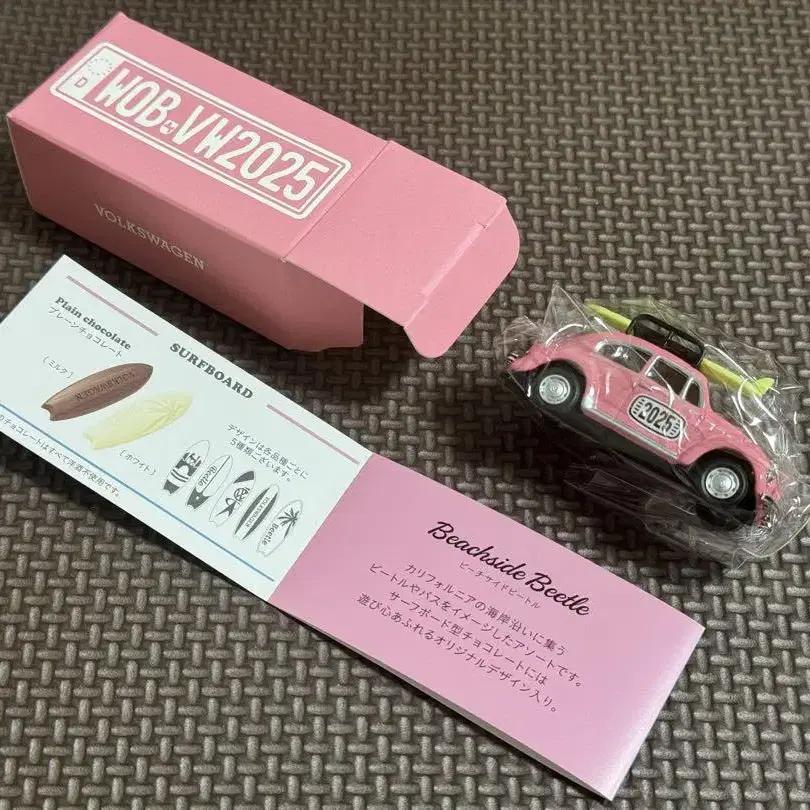 D
WOB VW2025
VOLKSWAGEN
Plain chocolate
プレーンチョコレート
SURFBOARD
［ミルク］
VOLKSWAGEN
［ホワイト］
のチョコレートはすべて洋酒不使用です。
デザインは各品種ごとに
5種類ございます。
Beetle
VOLKSWAGEN
Beetle
2025
Beachside Beetle
ビーチサイドビートル
カリフォルニアの海岸沿いに集う
ビートルやバスをイメージしたアソートです。
サーフボード型チョコレートには
遊び心あふれるオリジナルデザイン入り。